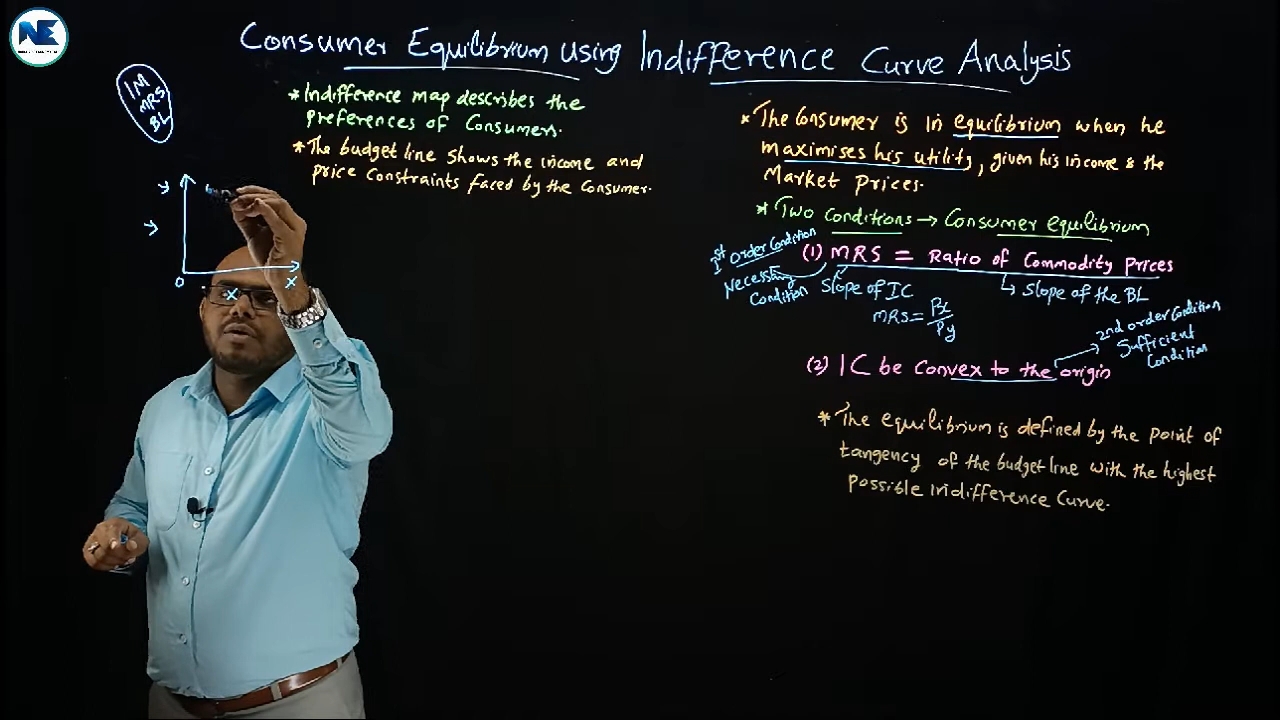 NE
Consumer Equilibrium using Indifference Curve Analysis
IM
MRS
BL
* Indifference map describes the
preferences of Consumers.
* The budget line shows the income and
price Constraints faced by the Consumer.
y
y
0
x
x
* The Consumer is in equilibrium when he
maximises his utility, given his income & the
Market prices.
* Two Conditions → Consumer equilibrium
1st order Condition
Necessary
Condition
(1) MRS = Ratio of Commodity prices
Slope of IC
MRS = Px/Py
Slope of the BL
2nd order Condition
Sufficient
Condition
(2) IC be Convex to the origin
* The equilibrium is defined by the point of
tangency of the budget line with the highest
possible indifference Curve.